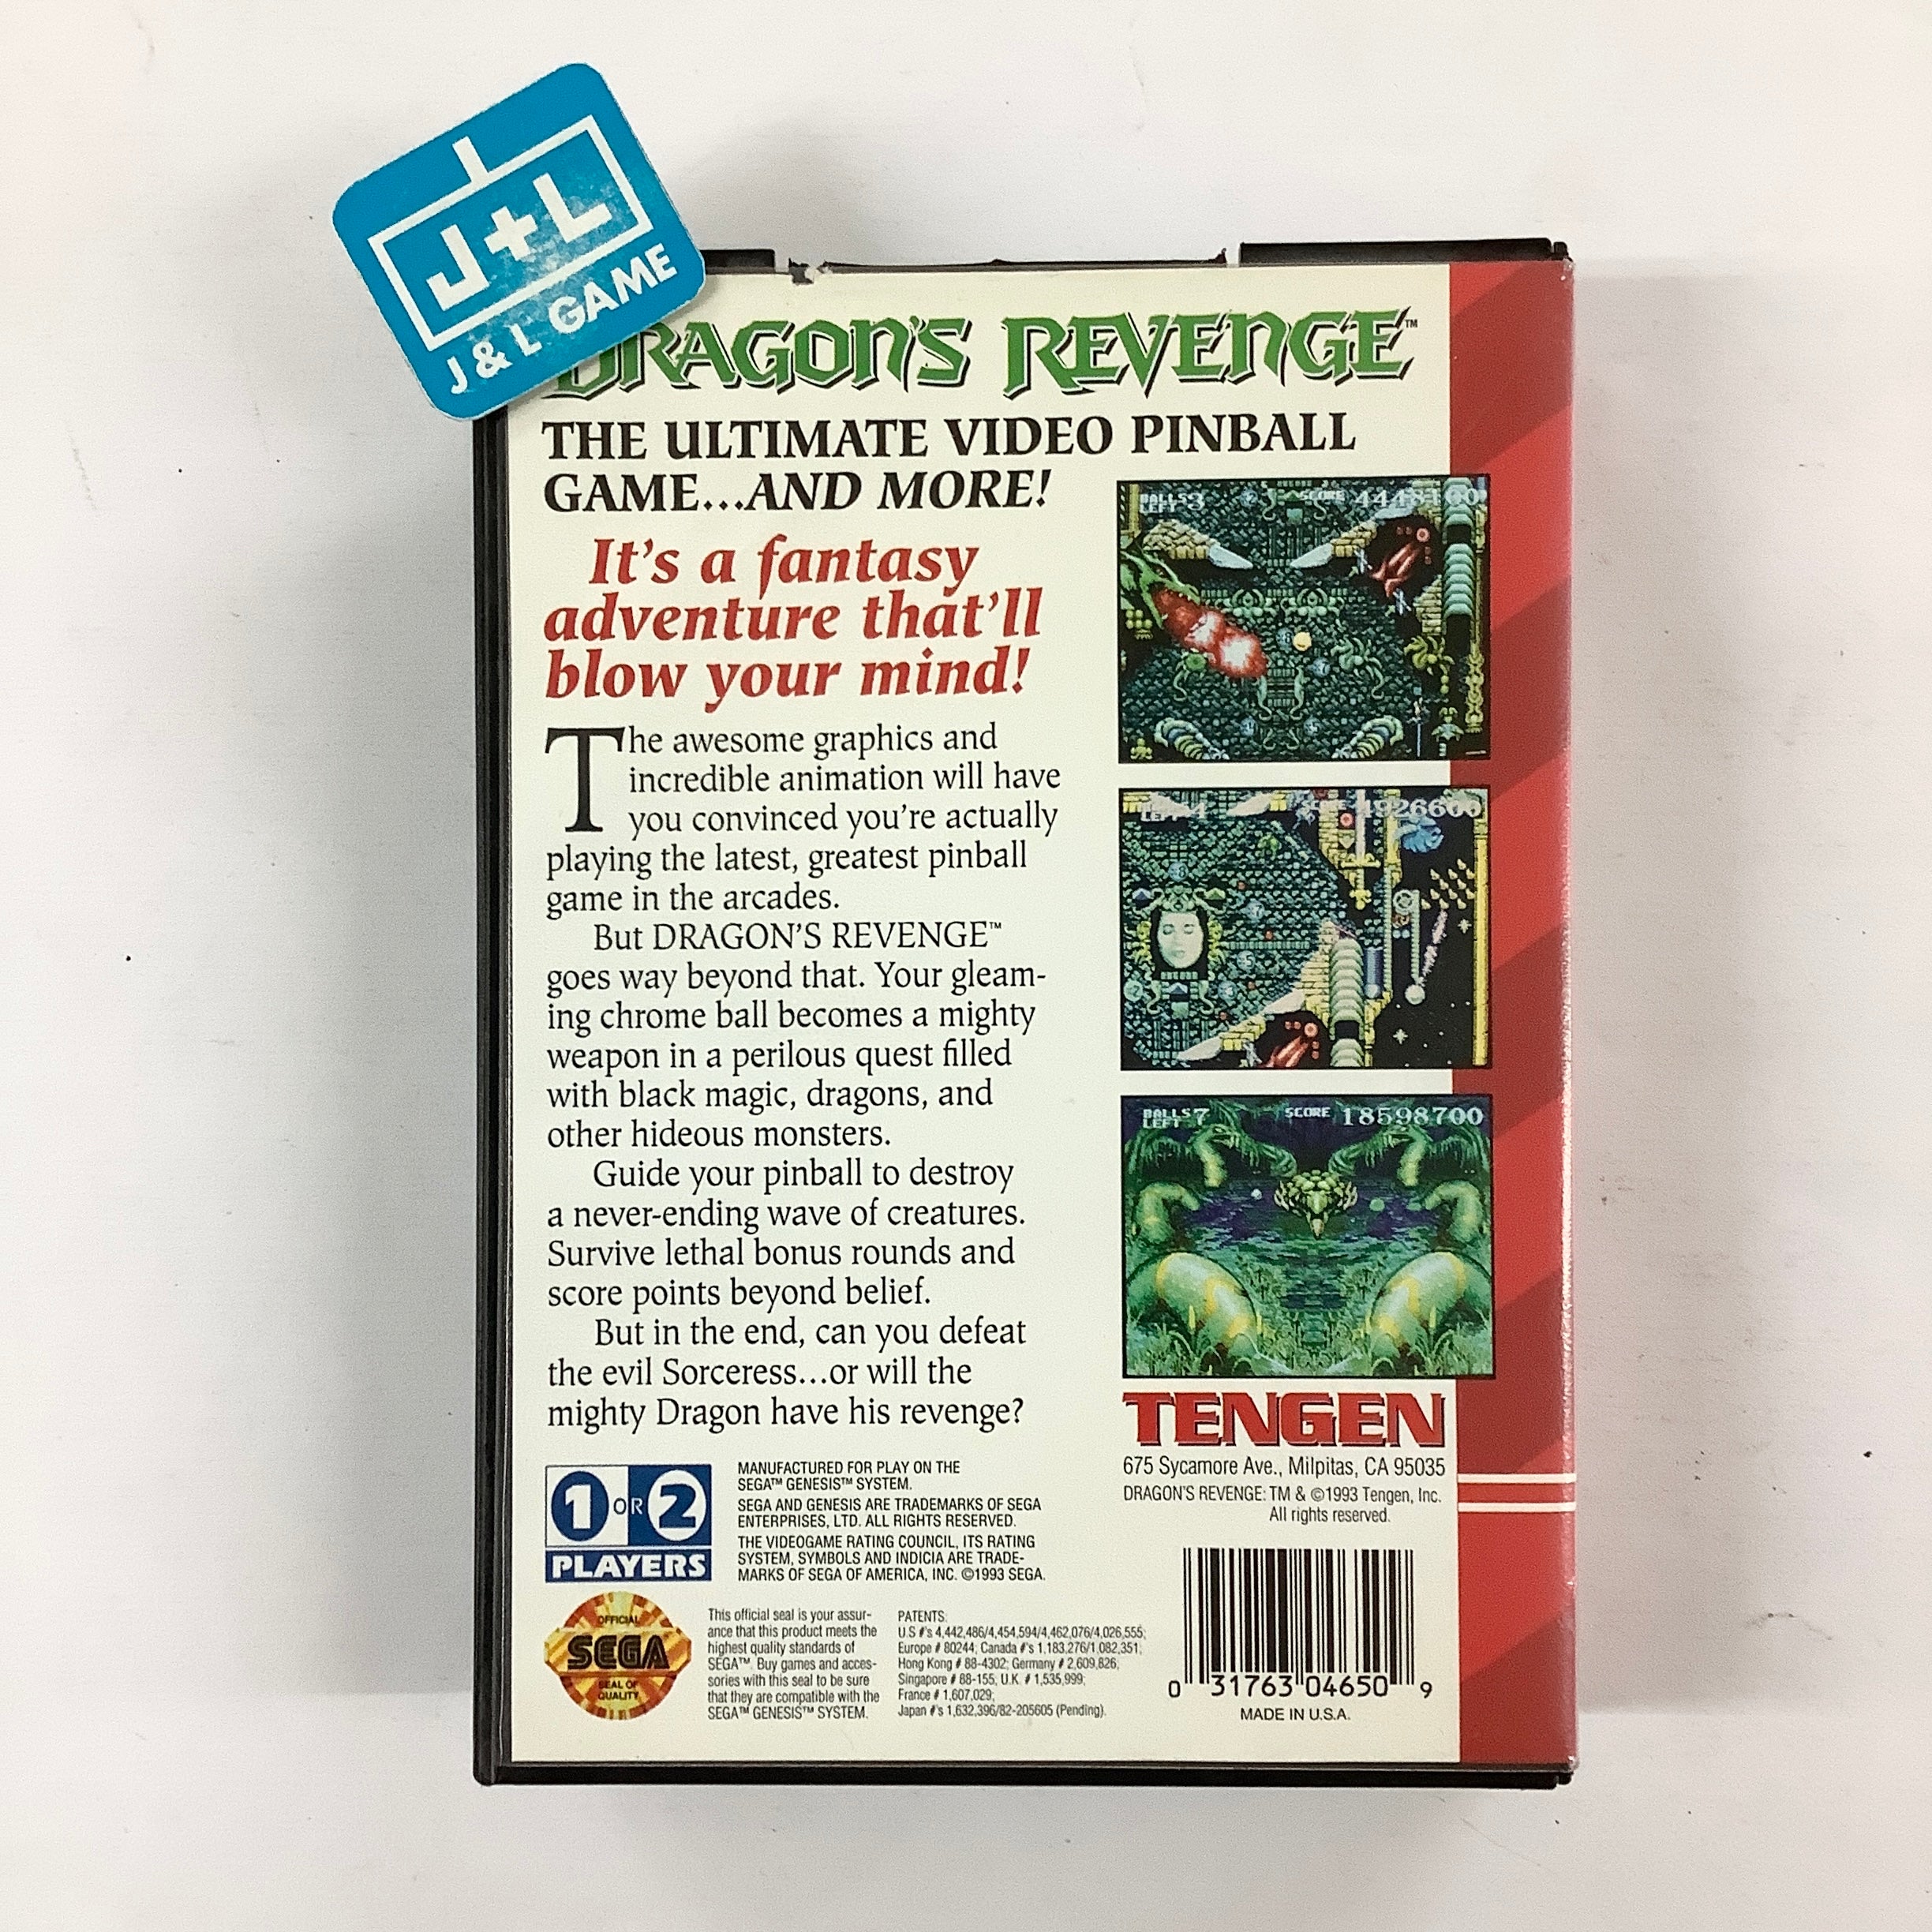 J+L
J & L GAME
DRAGON'S REVENGE™
THE ULTIMATE VIDEO PINBALL
GAME...AND MORE!
It's a fantasy
adventure that'll
blow your mind!
The awesome graphics and
incredible animation will have
you convinced you're actually
playing the latest, greatest pinball
game in the arcades.
But DRAGON'S REVENGE™
goes way beyond that. Your gleam-
ing chrome ball becomes a mighty
weapon in a perilous quest filled
with black magic, dragons, and
other hideous monsters.
Guide your pinball to destroy
a never-ending wave of creatures.
Survive lethal bonus rounds and
score points beyond belief.
But in the end, can you defeat
the evil Sorceress...or will the
mighty Dragon have his revenge?
BALLS 3 SCORE 4448100
LEFT
LEFT 4 4926600
BALLS 7 SCORE 18598700
LEFT
TENGEN
675 Sycamore Ave., Milpitas, CA 95035
DRAGON'S REVENGE: TM & ©1993 Tengen, Inc.
All rights reserved.
1 OR 2
PLAYERS
MANUFACTURED FOR PLAY ON THE
SEGA™ GENESIS™ SYSTEM.
SEGA AND GENESIS ARE TRADEMARKS OF SEGA
ENTERPRISES, LTD. ALL RIGHTS RESERVED.
THE VIDEOGAME RATING COUNCIL, ITS RATING
SYSTEM, SYMBOLS AND INDICIA ARE TRADE-
MARKS OF SEGA OF AMERICA, INC. ©1993 SEGA.
OFFICIAL
SEGA
SEAL OF
QUALITY
This official seal is your assur-
ance that this product meets the
highest quality standards of
SEGA™. Buy games and acces-
sories with this seal to be sure
that they are compatible with the
SEGA™ GENESIS™ SYSTEM.
PATENTS:
U.S #'s 4,442,486/4,454,594/4,462,076/4,026,555;
Europe # 80244; Canada #'s 1,183,276/1,082,351;
Hong Kong # 88-4302; Germany # 2,609,826;
Singapore # 88-155; U.K. # 1,535,999;
France # 1,607,029;
Japan #'s 1,632,396/82-205605 (Pending).
0 31763 04650 9
MADE IN U.S.A.